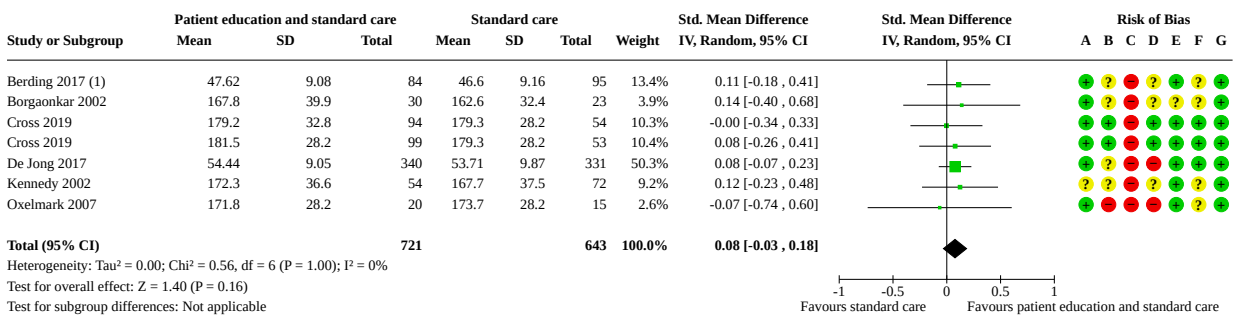 Patient education and standard care Standard care Std. Mean Difference Std. Mean Difference Risk of Bias
Study or Subgroup Mean SD Total Mean SD Total Weight IV, Random, 95% CI IV, Random, 95% CI A B C D E F G
Berding 2017 (1) 47.62 9.08 84 46.6 9.16 95 13.4% 0.11 [-0.18 , 0.41] + ? − ? + ? +
Borgaonkar 2002 167.8 39.9 30 162.6 32.4 23 3.9% 0.14 [-0.40 , 0.68] + ? − ? ? ? +
Cross 2019 179.2 32.8 94 179.3 28.2 54 10.3% -0.00 [-0.34 , 0.33] + + − + + + +
Cross 2019 181.5 28.2 99 179.3 28.2 53 10.4% 0.08 [-0.26 , 0.41] + + − + + + +
De Jong 2017 54.44 9.05 340 53.71 9.87 331 50.3% 0.08 [-0.07 , 0.23] + ? − − + + +
Kennedy 2002 172.3 36.6 54 167.7 37.5 72 9.2% 0.12 [-0.23 , 0.48] ? ? − − + ? +
Oxelmark 2007 171.8 28.2 20 173.7 28.2 15 2.6% -0.07 [-0.74 , 0.60] + − − − + ? +
Total (95% CI) 721 643 100.0% 0.08 [-0.03 , 0.18]
Heterogeneity: Tau² = 0.00; Chi² = 0.56, df = 6 (P = 1.00); I² = 0%
Test for overall effect: Z = 1.40 (P = 0.16)
Test for subgroup differences: Not applicable
-1 -0.5 0 0.5 1
Favours standard care Favours patient education and standard care